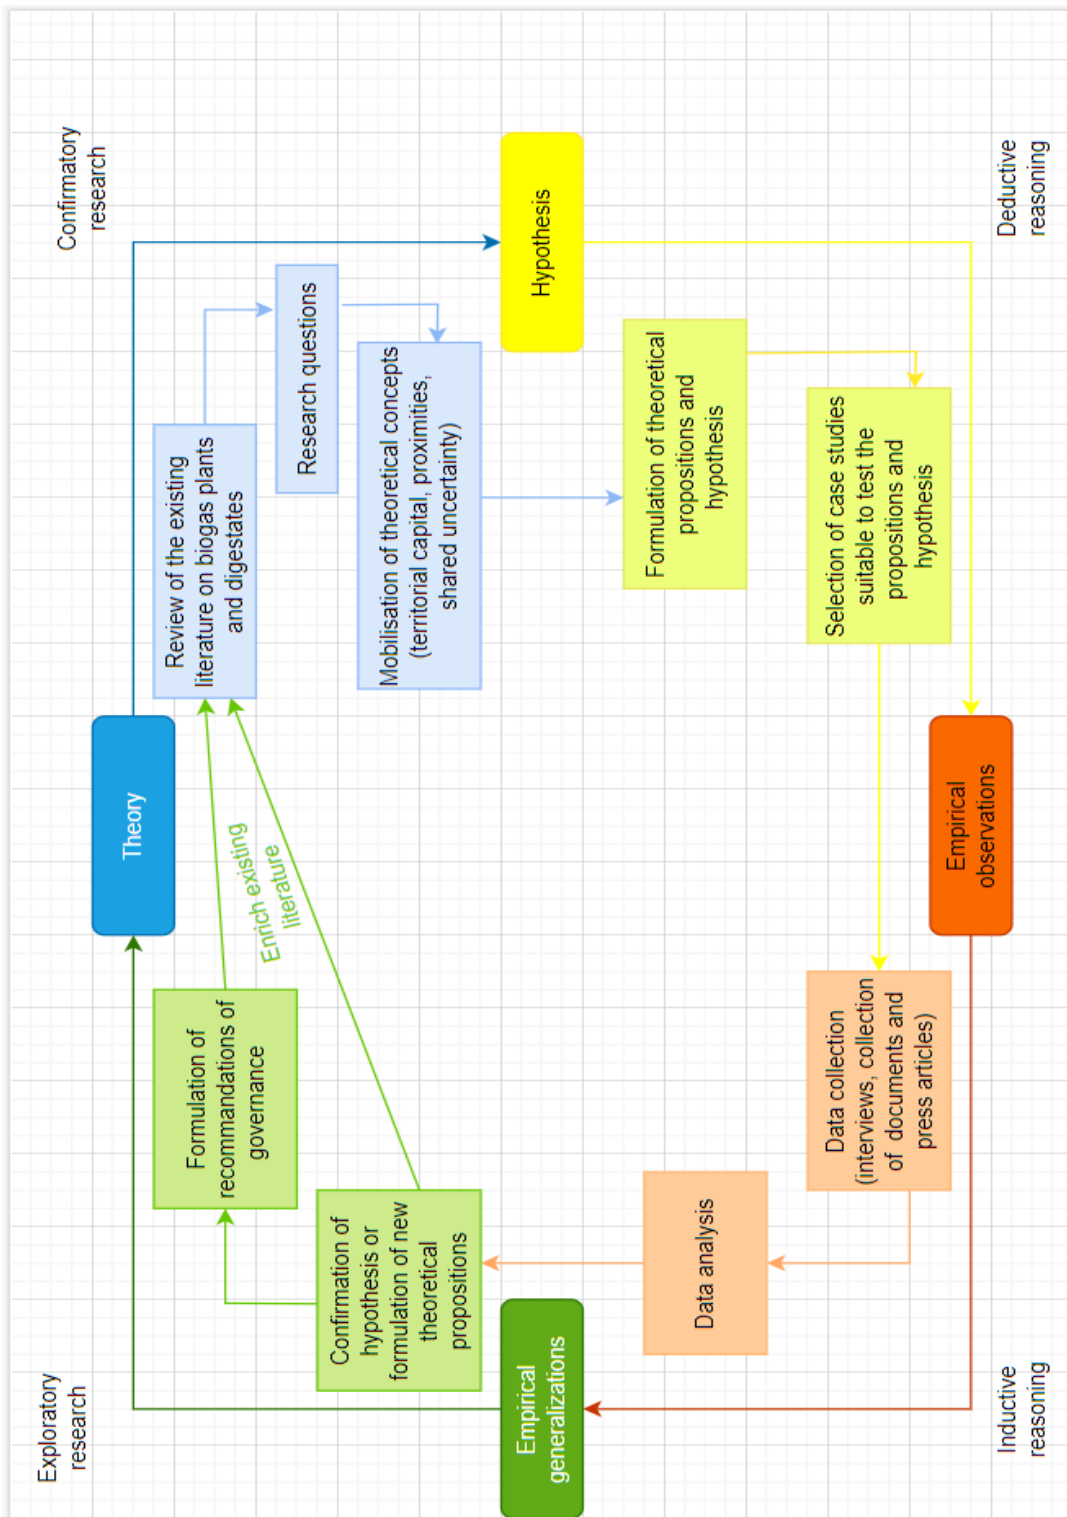 Exploratory
research
Confirmatory
research
Theory
Formulation of
recommandations of
governance
Enrich existing
literature
Review of the existing
literature on biogas plants
and digestates
Research questions
Confirmation of
hypothesis or
formulation of new
theoretical
propositions
Mobilisation of theoretical concepts
(territorial capital, proximities,
shared uncertainty)
Empirical
generalizations
Hypothesis
Data analysis
Formulation of theoretical
propositions and
hypothesis
Data collection
(interviews, collection
of documents and
press articles)
Selection of case studies
suitable to test the
propositions and
hypothesis
Empirical
observations
Inductive
reasoning
Deductive
reasoning